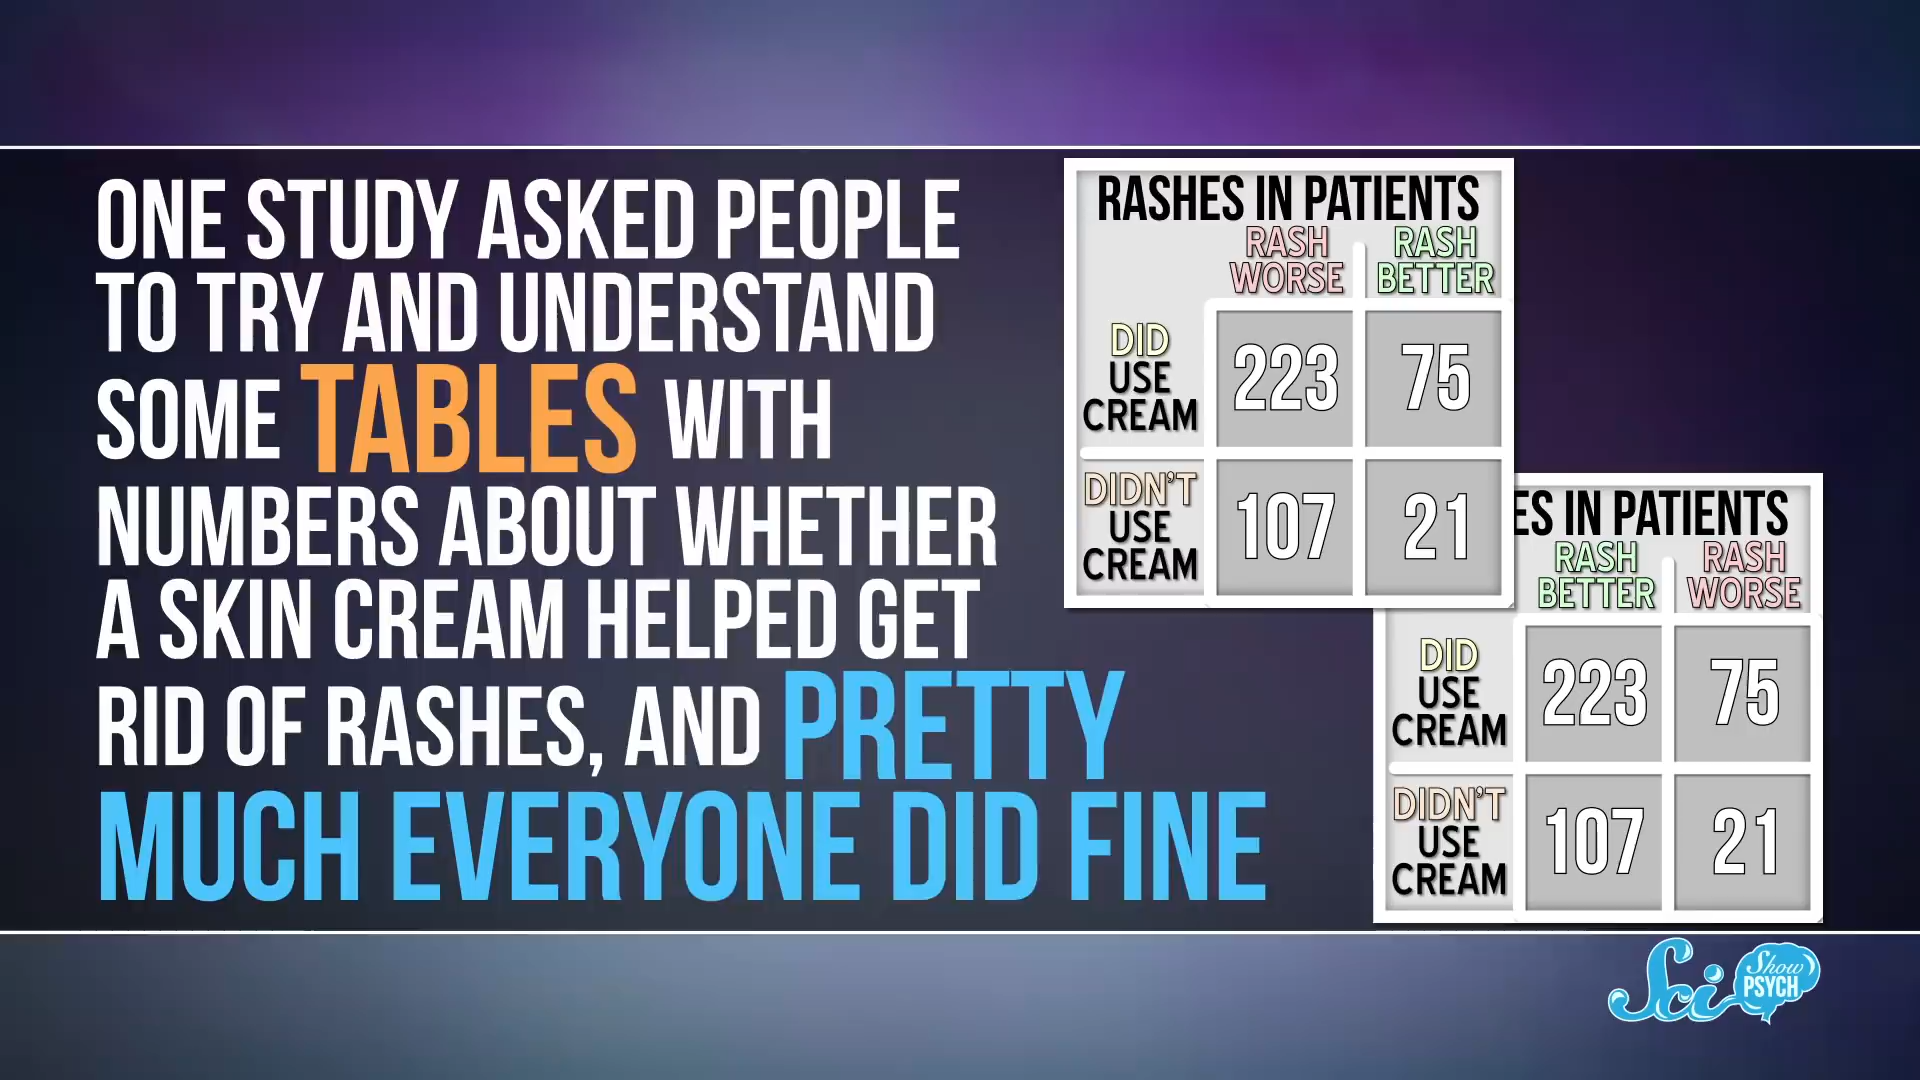 ONE STUDY ASKED PEOPLE
TO TRY AND UNDERSTAND
SOME TABLES WITH
NUMBERS ABOUT WHETHER
A SKIN CREAM HELPED GET
RID OF RASHES, AND PRETTY
MUCH EVERYONE DID FINE
RASHES IN PATIENTS
RASH WORSE
RASH BETTER
DID USE CREAM
223
75
DIDN'T USE CREAM
107
21
ES IN PATIENTS
RASH BETTER
RASH WORSE
DID USE CREAM
223
75
DIDN'T USE CREAM
107
21
Sci Show PSYCH